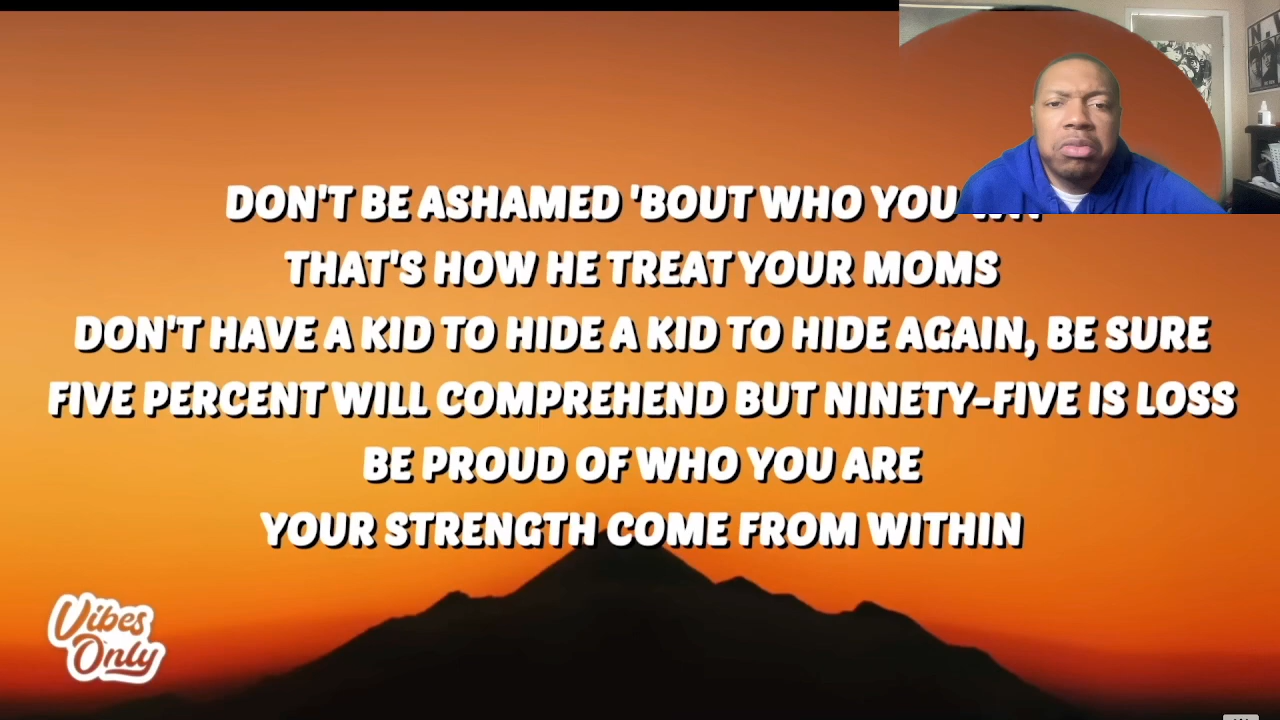 DON'T BE ASHAMED 'BOUT WHO YOU
THAT'S HOW HE TREAT YOUR MOMS
DON'T HAVE A KID TO HIDE A KID TO HIDE AGAIN, BE SURE
FIVE PERCENT WILL COMPREHEND BUT NINETY-FIVE IS LOSS
BE PROUD OF WHO YOU ARE
YOUR STRENGTH COME FROM WITHIN
Vibes
Only